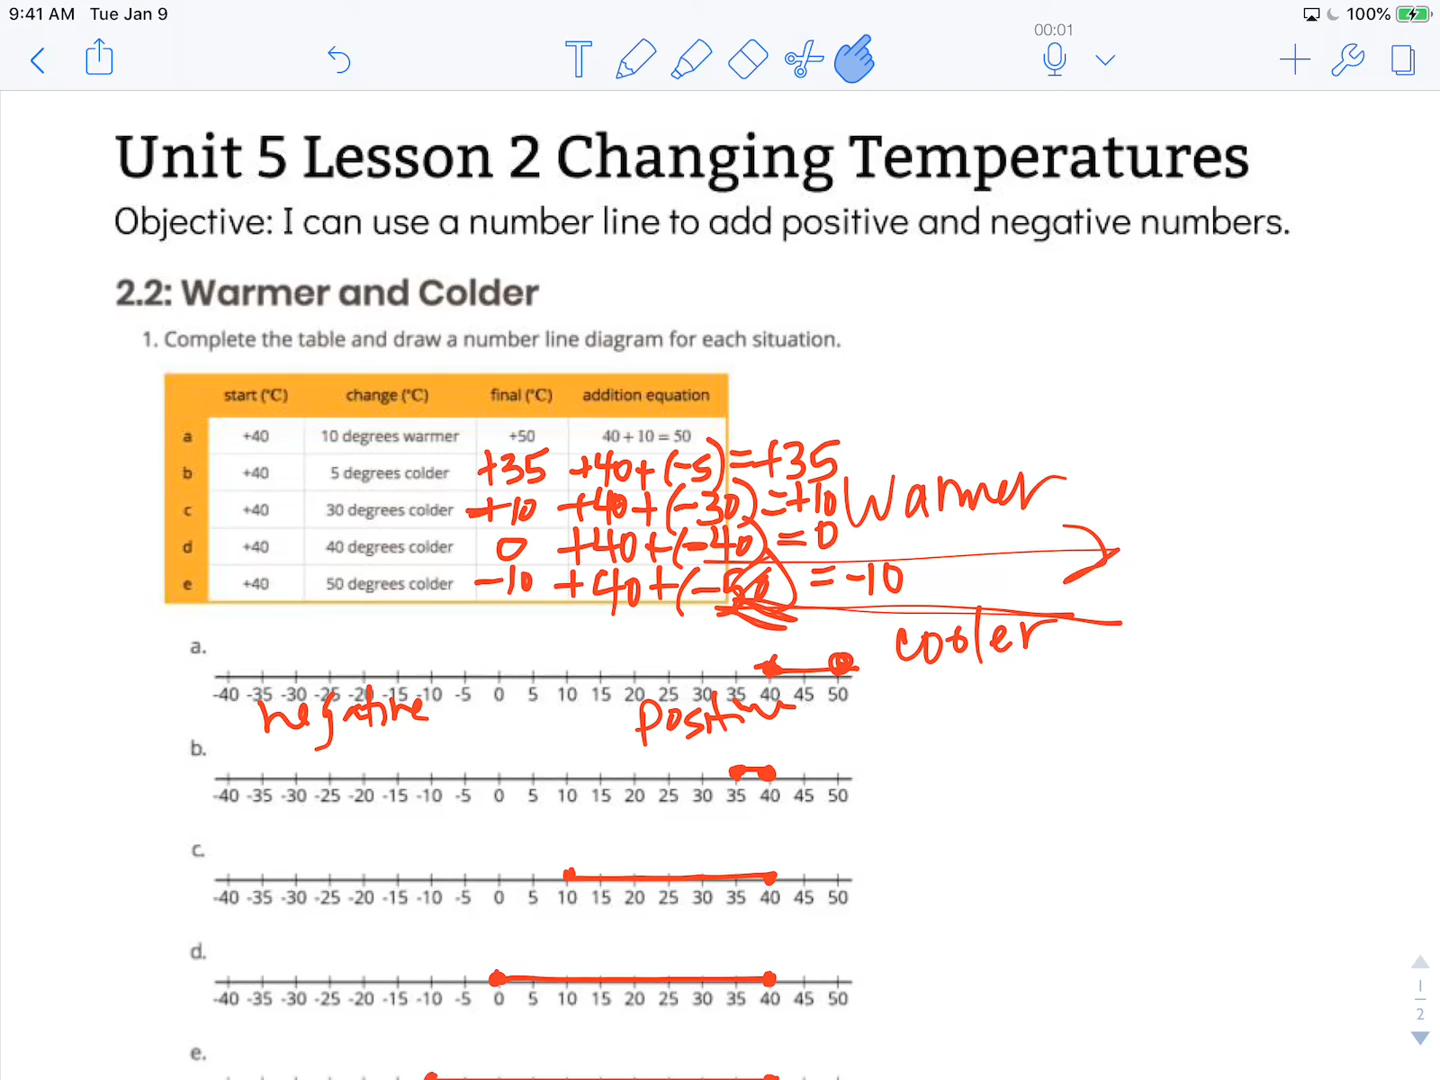 9:41 AM Tue Jan 9 100%
00:01
T
Unit 5 Lesson 2 Changing Temperatures
Objective: I can use a number line to add positive and negative numbers.
2.2: Warmer and Colder
1. Complete the table and draw a number line diagram for each situation.
start (°C) change (°C) final (°C) addition equation
a +40 10 degrees warmer +50 40 + 10 = 50
b +40 5 degrees colder +35 +40+(-5)=+35
c +40 30 degrees colder +10 +40+(-30)=+10 Warmer
d +40 40 degrees colder 0 +40+(-40)=0
e +40 50 degrees colder -10 +40+(-50)=-10
cooler
a.
-40 -35 -30 -25 -20 -15 -10 -5 0 5 10 15 20 25 30 35 40 45 50
negative positive
b.
-40 -35 -30 -25 -20 -15 -10 -5 0 5 10 15 20 25 30 35 40 45 50
c.
-40 -35 -30 -25 -20 -15 -10 -5 0 5 10 15 20 25 30 35 40 45 50
d.
-40 -35 -30 -25 -20 -15 -10 -5 0 5 10 15 20 25 30 35 40 45 50
1
2
e.